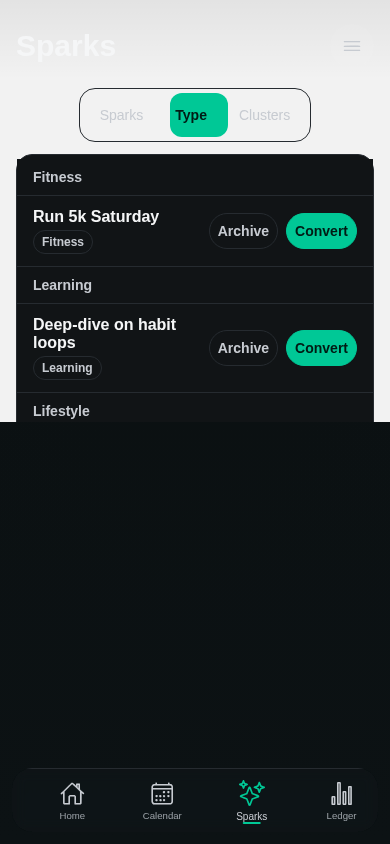 Sparks
Sparks Type Clusters
Fitness
Run 5k Saturday
Fitness
Archive Convert
Learning
Deep-dive on habit
loops
Learning
Archive Convert
Lifestyle
Home Calendar Sparks Ledger